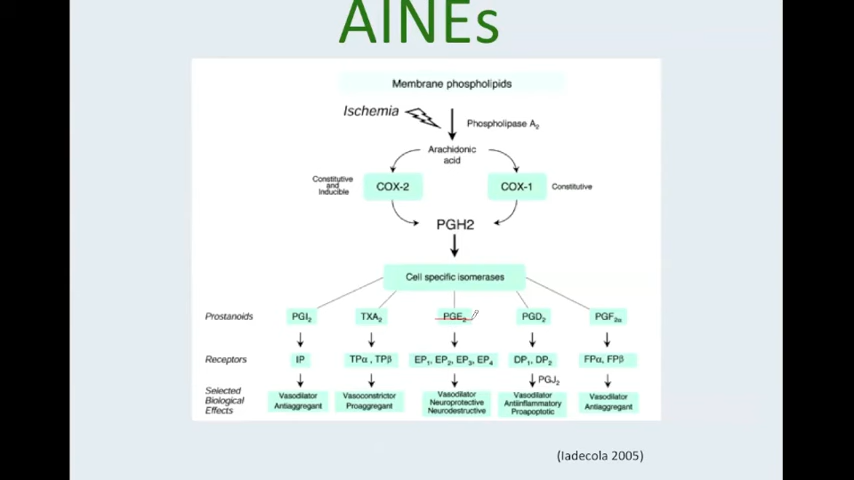 AINEs
Membrane phospholipids
Ischemia
Phospholipase A2
Arachidonic
acid
Constitutive
and
Inducible
COX-2
COX-1
Constitutive
PGH2
Cell specific isomerases
Prostanoids
PGI2
TXA2
PGE2
PGD2
PGF2α
Receptors
IP
TPα , TPβ
EP1, EP2, EP3, EP4
DP1, DP2
FPα, FPβ
PGJ2
Selected
Biological
Effects
Vasodilator
Antiaggregant
Vasoconstrictor
Proaggregant
Vasodilator
Neuroprotective
Neurodestructive
Vasodilator
Antiinflammatory
Proapoptotic
Vasodilator
Antiaggregant
(Iadecola 2005)